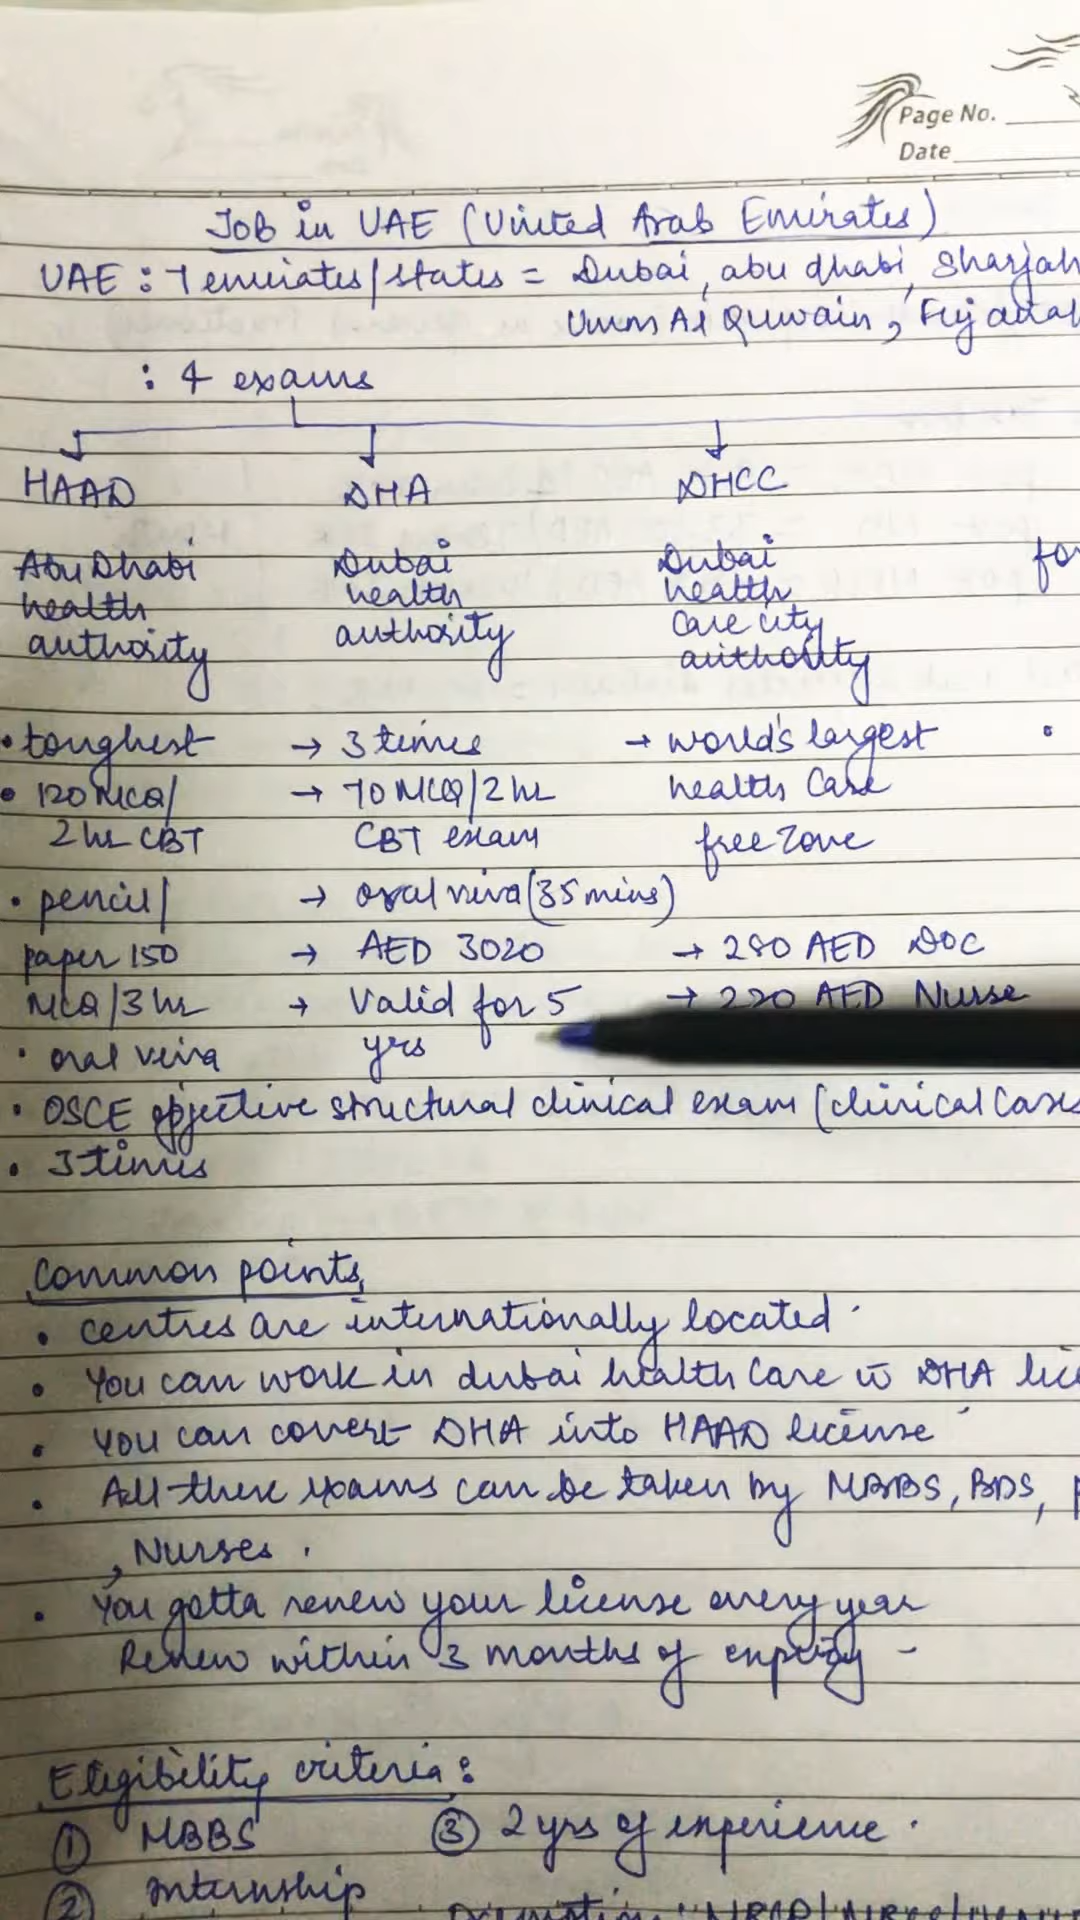 Page No.
Date
Job in UAE (United Arab Emirates)
UAE : 7 emirates/states = Dubai, abu dhabi, Sharjah
Umm Al Quwain, Fujairah
: 4 exams
HAAD DHA DHCC
Abu Dhabi health authority
Dubai health authority
Dubai health care city authority
for
• toughest → 3 times → world's largest
• 120 MCQ/ → 70 MCQ/2 hr health care
2 hr CBT CBT exam free zone
• pencil/ → oral viva (35 mins)
paper 150 → AED 3020 → 280 AED Doc
MCQ/3 hr → Valid for 5 → 220 AED Nurse
• oral viva yrs
• OSCE objective structural clinical exam (clinical cases
• 3 times
Common points,
• centres are internationally located.
• You can work in dubai health care w̄ DHA lice
• You can covert DHA into HAAD license
• All these exams can be taken by MBBS, BDS, p
, Nurses.
• You gotta renew your license every year
Renew within 3 months of expiry -
Eligibility criteria :
① MBBS ③ 2 yrs of experience.
② Internship